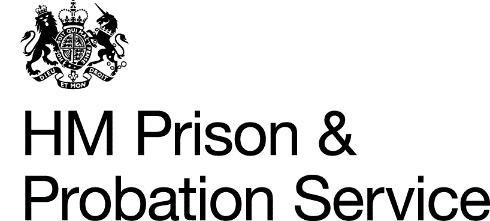 DIEU ET MON DROIT
HM Prison &
Probation Service